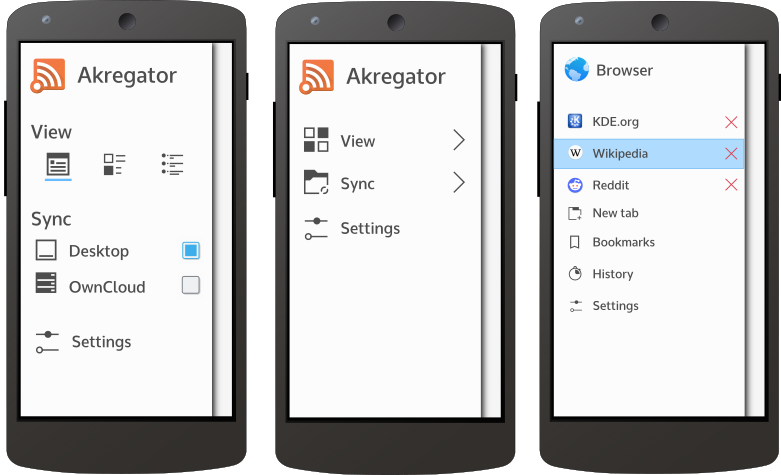 Akregator
View
Sync
Desktop
OwnCloud
Settings
Akregator
View
Sync
Settings
Browser
KDE.org
W Wikipedia
Reddit
New tab
Bookmarks
History
Settings